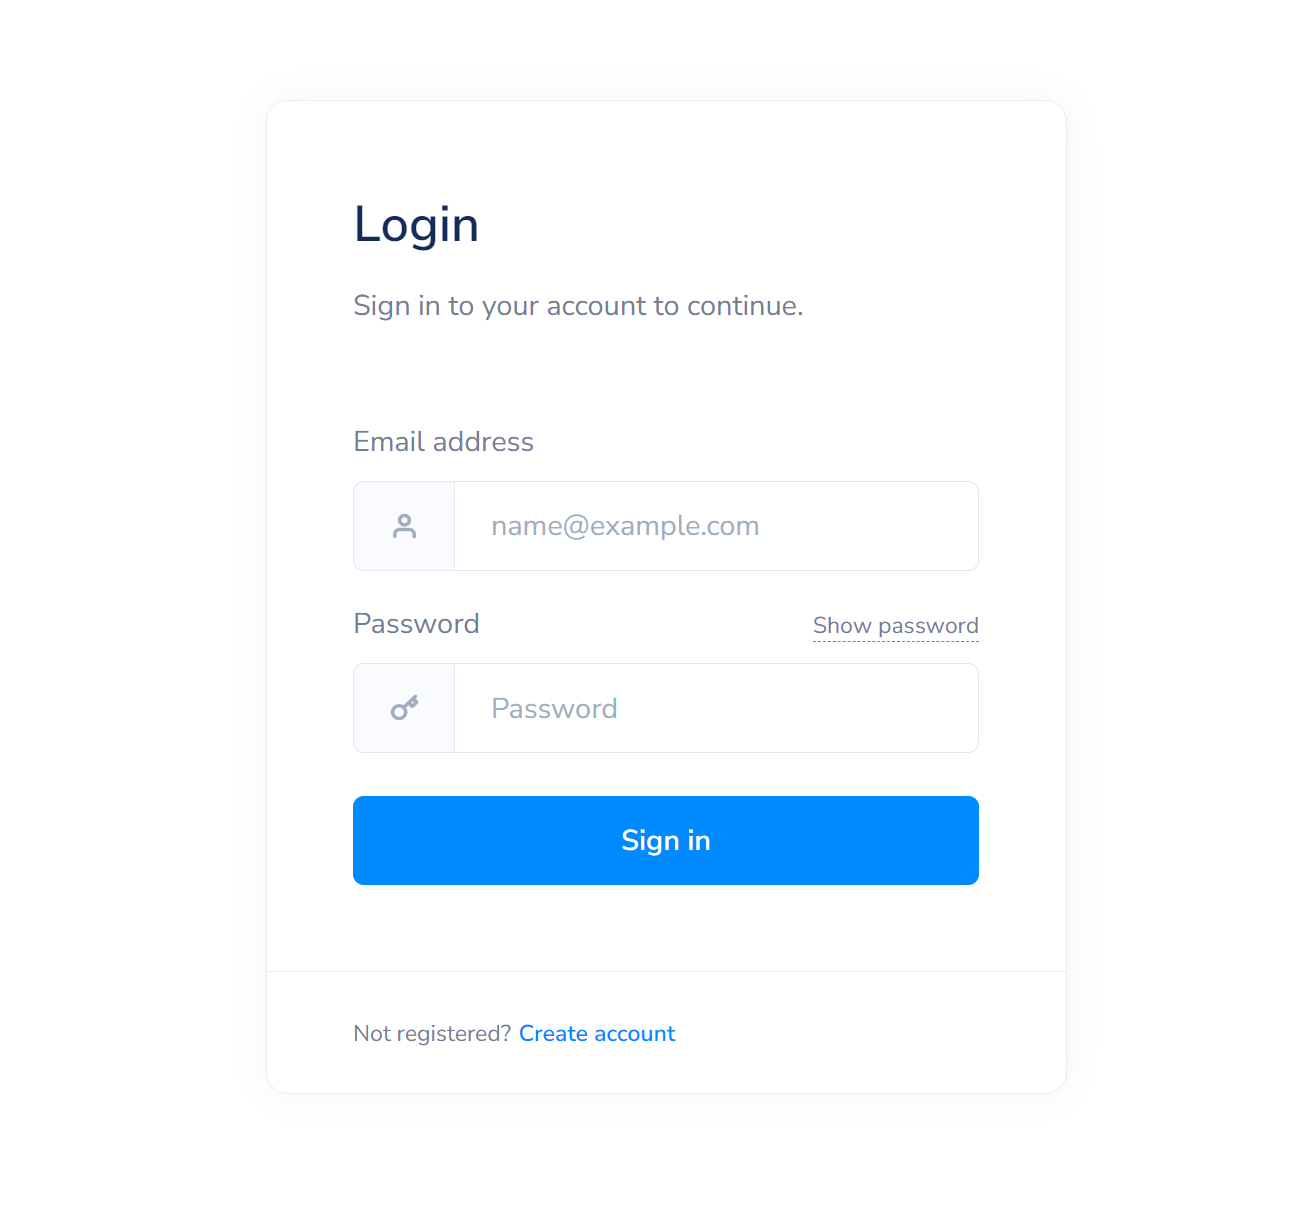 Login
Sign in to your account to continue.
Email address
name@example.com
Password
Show password
Password
Sign in
Not registered? Create account